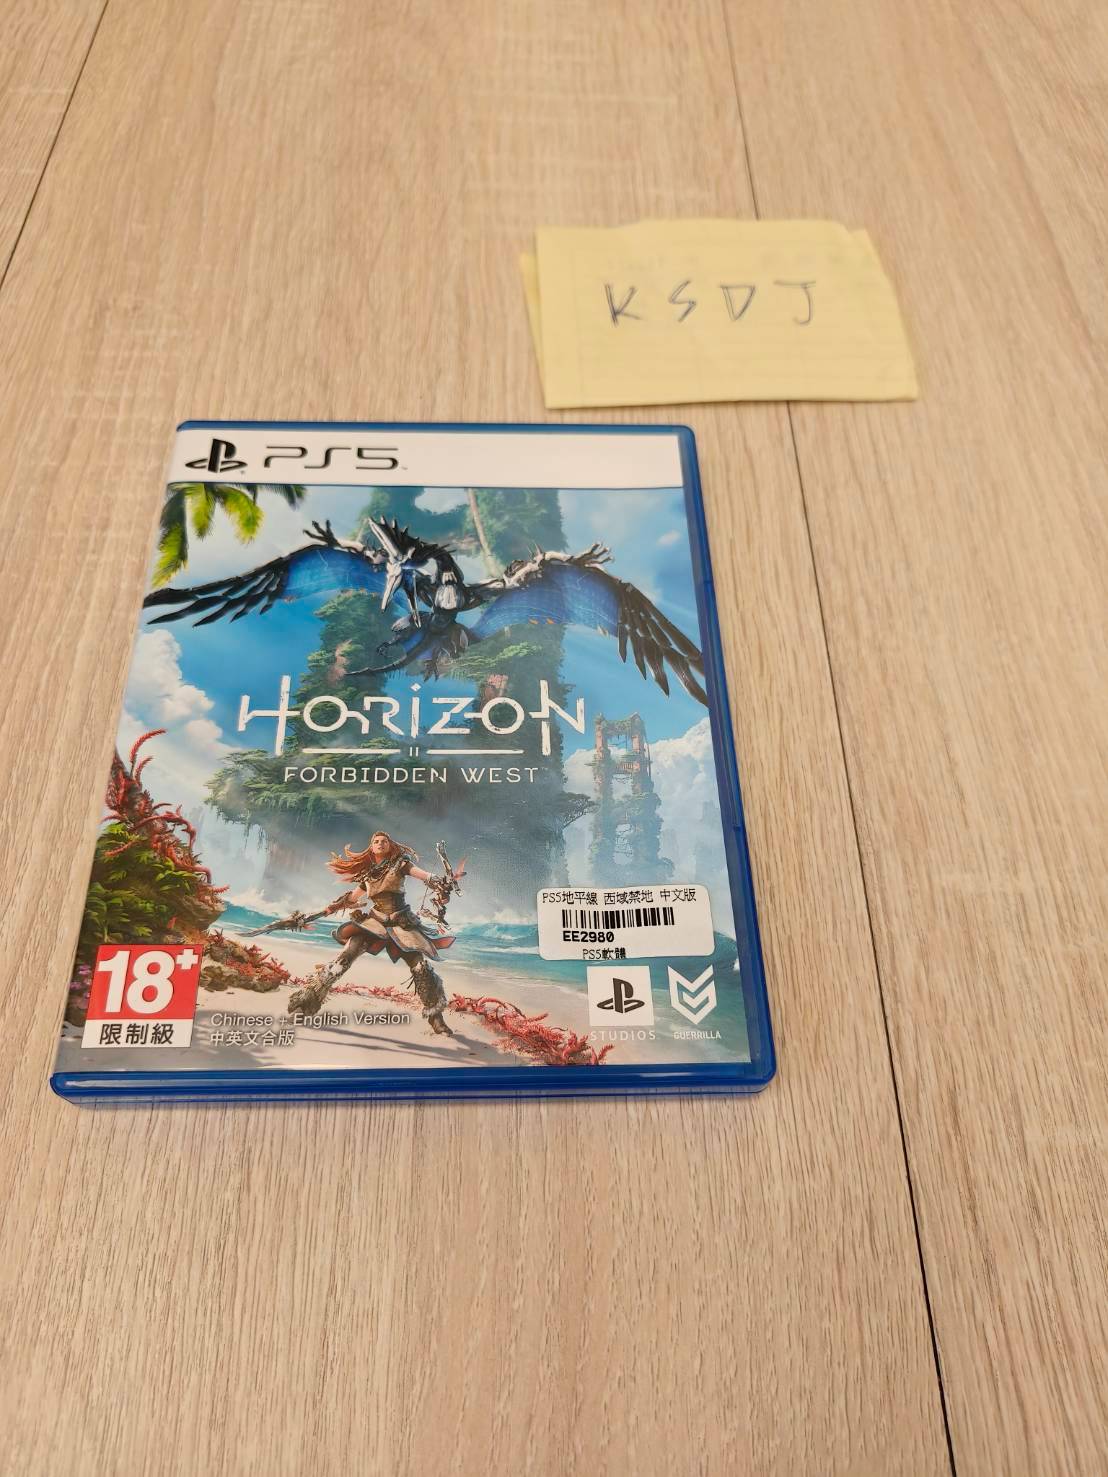 KSDJ
PS5
HORIZON
II
FORBIDDEN WEST™
PS5地平線 西域禁地 中文版
EE2980
PS5軟體
18+
限制級
Chinese + English Version
中英文合版
STUDIOS
GUERRILLA